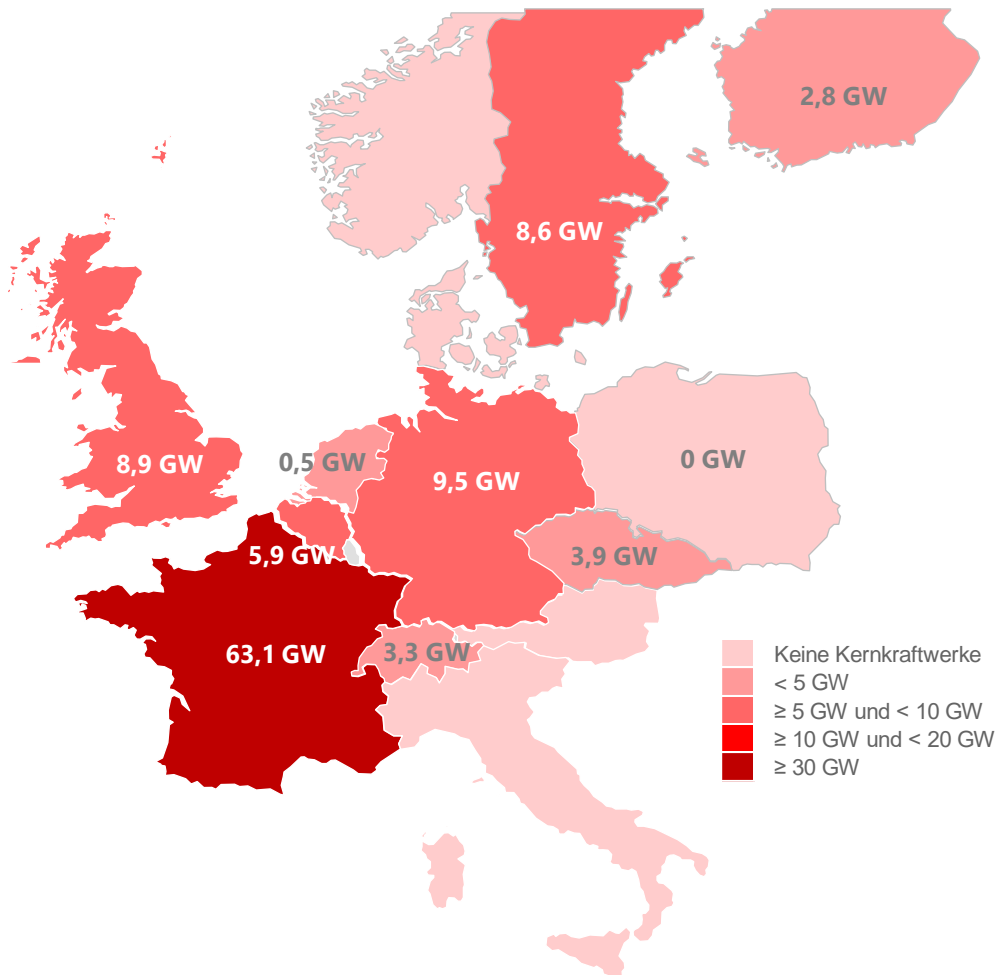 2,8 GW
8,6 GW
8,9 GW
0,5 GW
9,5 GW
0 GW
5,9 GW
3,9 GW
63,1 GW
3,3 GW
Keine Kernkraftwerke
< 5 GW
≥ 5 GW und < 10 GW
≥ 10 GW und < 20 GW
≥ 30 GW